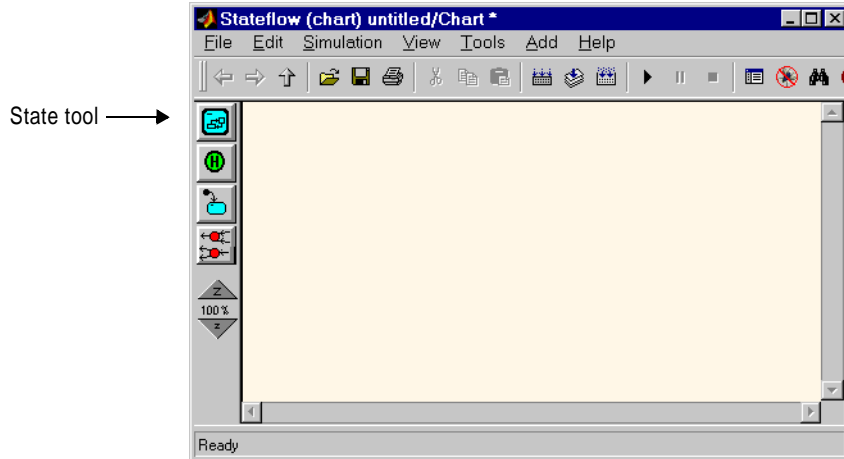 Stateflow (chart) untitled/Chart *
File Edit Simulation View Tools Add Help
State tool
H
Z
100 %
z
Ready